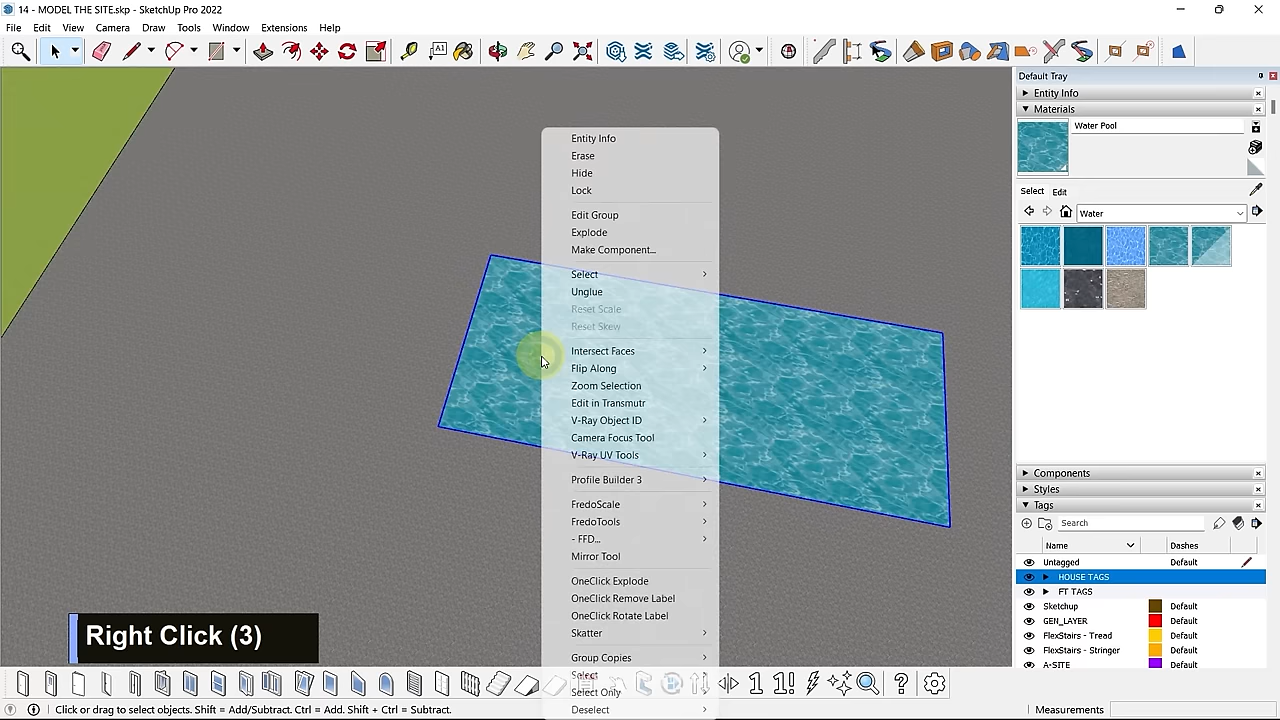 14 - MODEL THE SITE.skp - SketchUp Pro 2022
File Edit View Camera Draw Tools Window Extensions Help
Default Tray
Entity Info
Materials
Water Pool
Select Edit
Water
Entity Info
Erase
Hide
Lock
Edit Group
Explode
Make Component...
Select
Unglue
Reset Scale
Reset Skew
Intersect Faces
Flip Along
Zoom Selection
Edit in Transmutr
V-Ray Object ID
Camera Focus Tool
V-Ray UV Tools
Profile Builder 3
FredoScale
FredoTools
- FFD...
Mirror Tool
OneClick Explode
OneClick Remove Label
OneClick Rotate Label
Skatter
Group Copies
Select
Select Only
Deselect
Components
Styles
Tags
Search
Name Dashes
Untagged Default
HOUSE TAGS
FT TAGS
Sketchup Default
GEN_LAYER Default
FlexStairs - Tread Default
FlexStairs - Stringer Default
A-SITE Default
Right Click (3)
1 1! ?
Click or drag to select objects. Shift = Add/Subtract. Ctrl = Add. Shift + Ctrl = Subtract.
Measurements